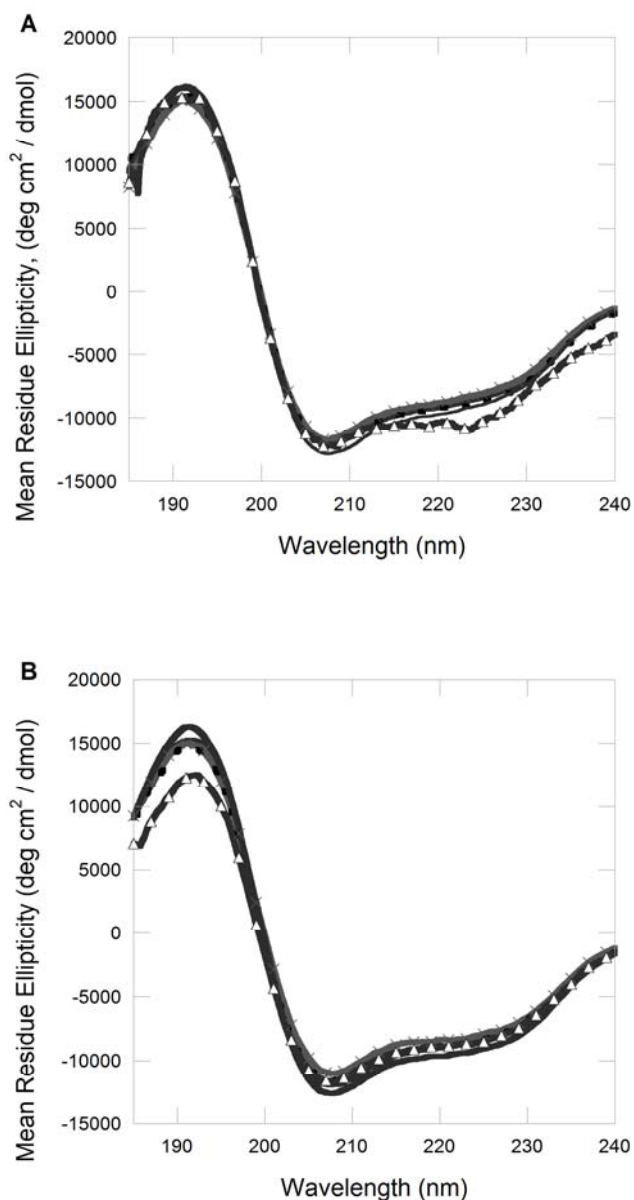 A
20000
15000
10000
5000
0
-5000
-10000
-15000
Mean Residue Ellipticity, (deg cm² / dmol)
190 200 210 220 230 240
Wavelength (nm)
B
20000
15000
10000
5000
0
-5000
-10000
-15000
Mean Residue Ellipticity (deg cm² / dmol)
190 200 210 220 230 240
Wavelength (nm)